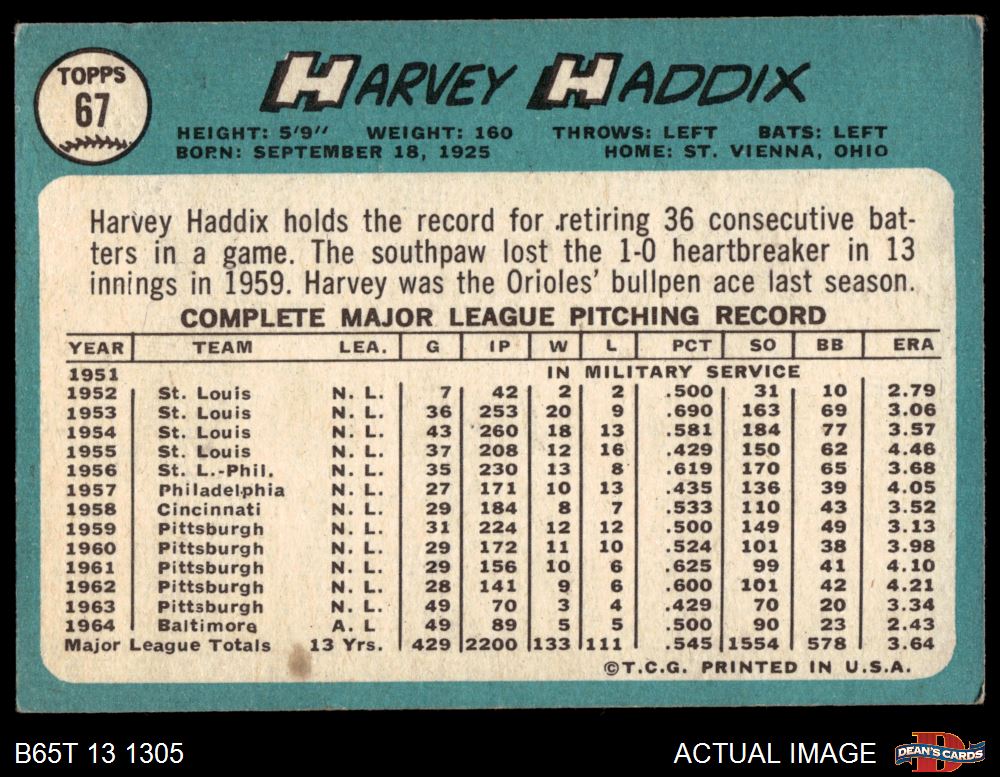 TOPPS
67
HARVEY HADDIX
HEIGHT: 5'9" WEIGHT: 160 THROWS: LEFT BATS: LEFT
BORN: SEPTEMBER 18, 1925 HOME: ST. VIENNA, OHIO
Harvey Haddix holds the record for retiring 36 consecutive bat-
ters in a game. The southpaw lost the 1-0 heartbreaker in 13
innings in 1959. Harvey was the Orioles' bullpen ace last season.
COMPLETE MAJOR LEAGUE PITCHING RECORD
YEAR TEAM LEA. G IP W L PCT SO BB ERA
1951 IN MILITARY SERVICE
1952 St. Louis N. L. 7 42 2 2 .500 31 10 2.79
1953 St. Louis N. L. 36 253 20 9 .690 163 69 3.06
1954 St. Louis N. L. 43 260 18 13 .581 184 77 3.57
1955 St. Louis N. L. 37 208 12 16 .429 150 62 4.46
1956 St. L.-Phil. N. L. 35 230 13 8 .619 170 65 3.68
1957 Philadelphia N. L. 27 171 10 13 .435 136 39 4.05
1958 Cincinnati N. L. 29 184 8 7 .533 110 43 3.52
1959 Pittsburgh N. L. 31 224 12 12 .500 149 49 3.13
1960 Pittsburgh N. L. 29 172 11 10 .524 101 38 3.98
1961 Pittsburgh N. L. 29 156 10 6 .625 99 41 4.10
1962 Pittsburgh N. L. 28 141 9 6 .600 101 42 4.21
1963 Pittsburgh N. L. 49 70 3 4 .429 70 20 3.34
1964 Baltimore A. L 49 89 5 5 .500 90 23 2.43
Major League Totals 13 Yrs. 429 2200 133 111 .545 1554 578 3.64
©T.C.G. PRINTED IN U.S.A.
B65T 13 1305 ACTUAL IMAGE DEAN'S CARDS